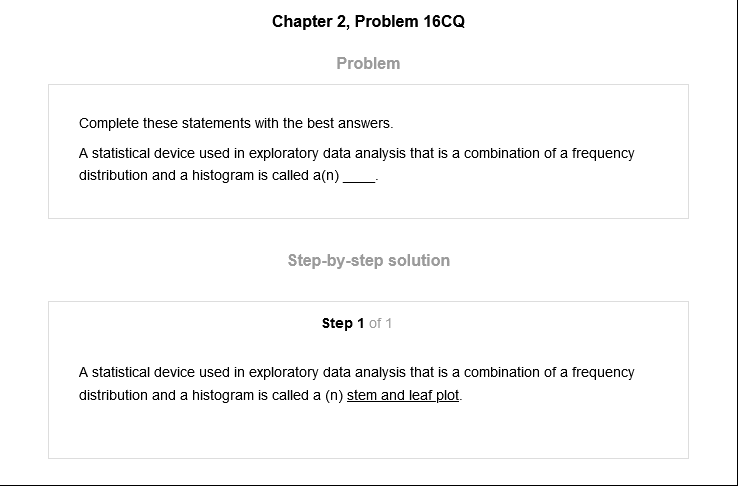 Chapter 2, Problem 16CQ
Problem
Complete these statements with the best answers.
A statistical device used in exploratory data analysis that is a combination of a frequency
distribution and a histogram is called a(n) ____.
Step-by-step solution
Step 1 of 1
A statistical device used in exploratory data analysis that is a combination of a frequency
distribution and a histogram is called a (n) stem and leaf plot.